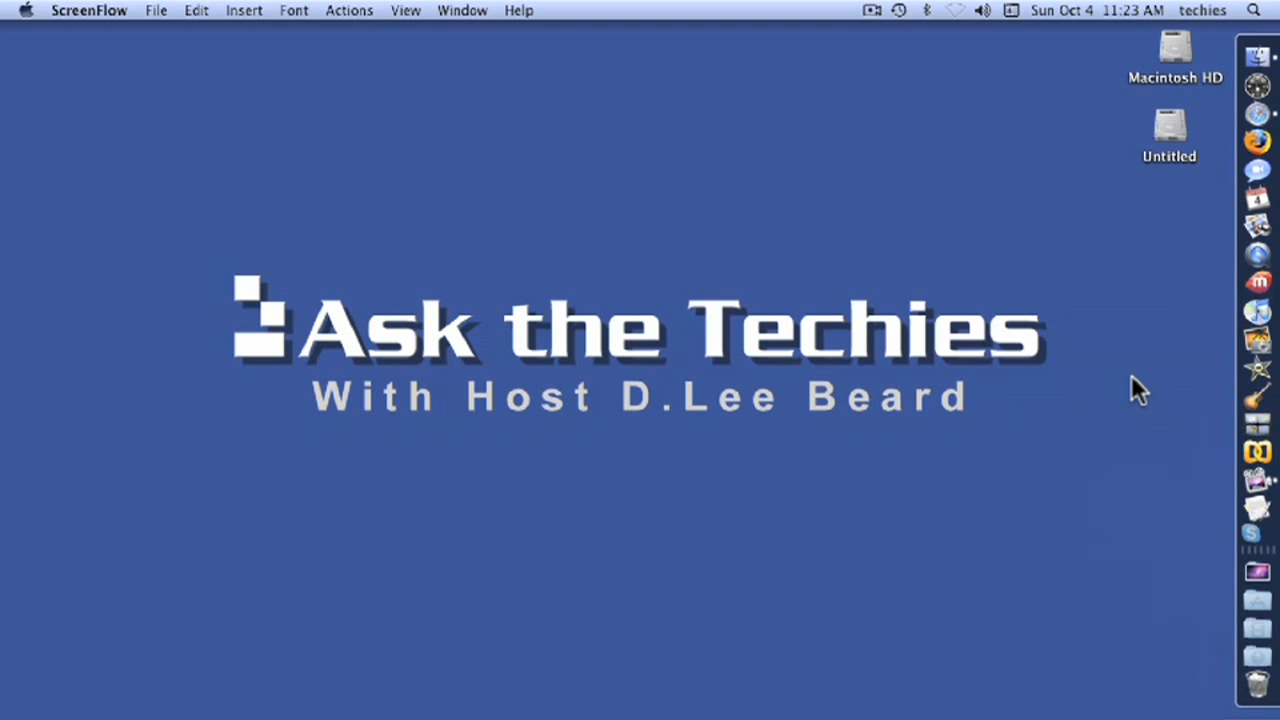 ScreenFlow File Edit Insert Font Actions View Window Help Sun Oct 4 11:23 AM techies
Macintosh HD
Untitled
Ask the Techies
With Host D.Lee Beard